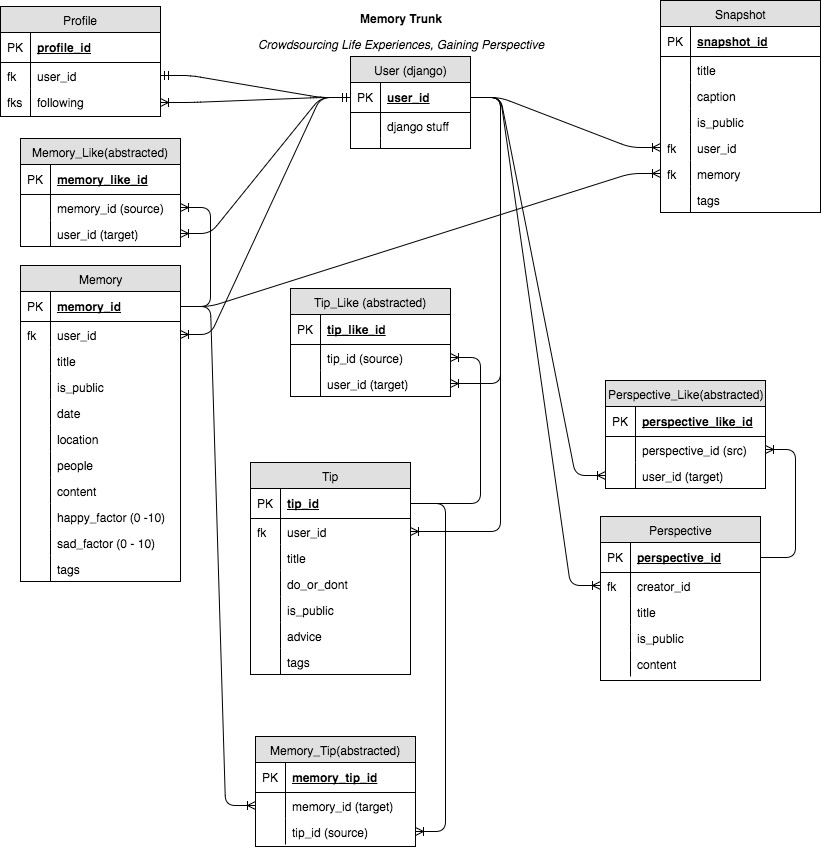 Memory Trunk
Crowdsourcing Life Experiences, Gaining Perspective
Profile
PK profile_id
fk user_id
fks following
User (django)
PK user_id
django stuff
Snapshot
PK snapshot_id
title
caption
is_public
fk user_id
fk memory
tags
Memory_Like(abstracted)
PK memory_like_id
memory_id (source)
user_id (target)
Memory
PK memory_id
fk user_id
title
is_public
date
location
people
content
happy_factor (0 -10)
sad_factor (0 - 10)
tags
Tip_Like (abstracted)
PK tip_like_id
tip_id (source)
user_id (target)
Tip
PK tip_id
fk user_id
title
do_or_dont
is_public
advice
tags
Perspective_Like(abstracted)
PK perspective_like_id
perspective_id (src)
user_id (target)
Perspective
PK perspective_id
fk creator_id
title
is_public
content
Memory_Tip(abstracted)
PK memory_tip_id
memory_id (target)
tip_id (source)